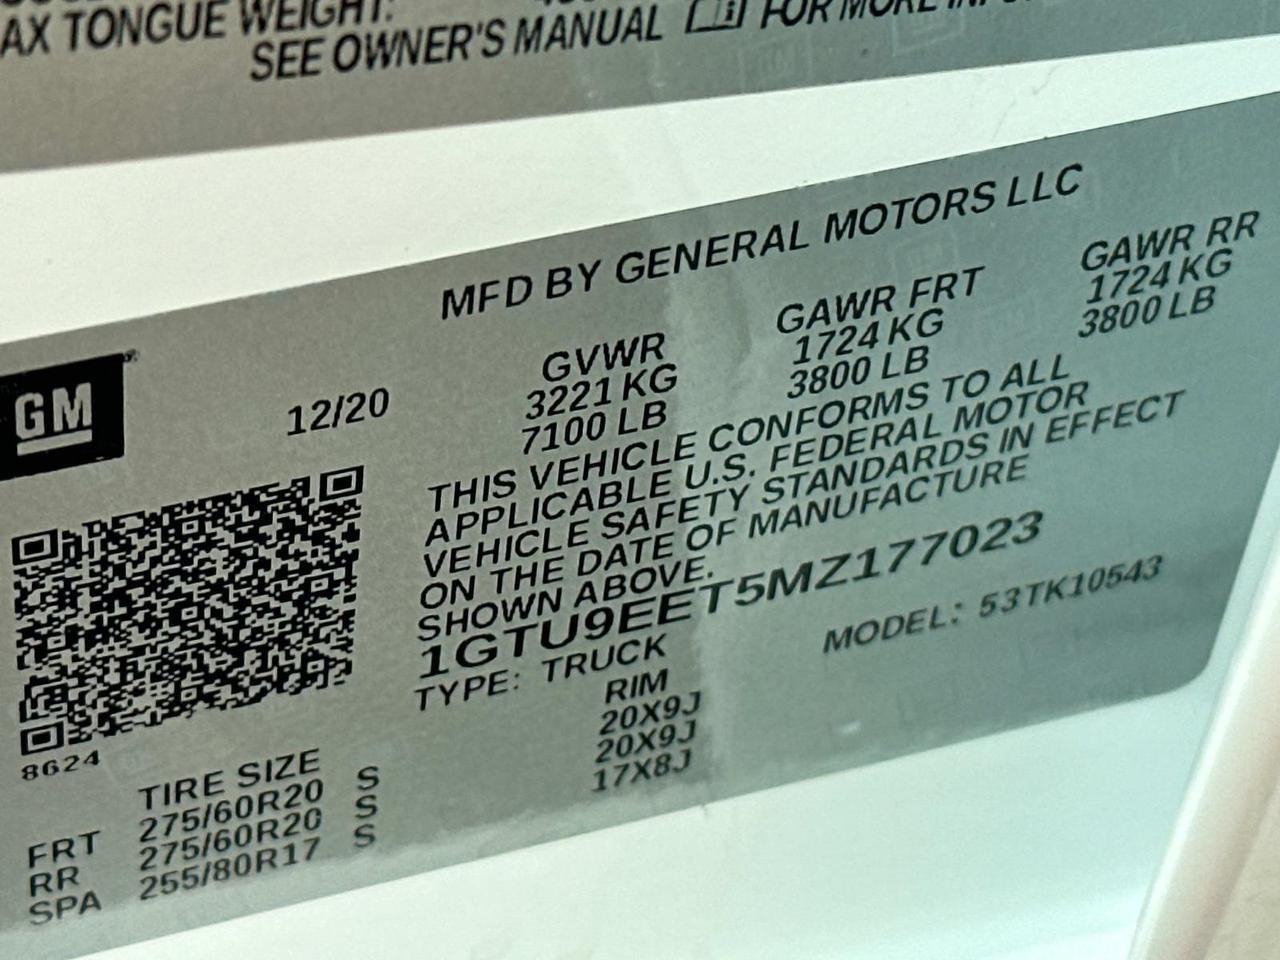 AX TONGUE WEIGHT:
SEE OWNER'S MANUAL FOR MORE
MFD BY GENERAL MOTORS LLC
GM
12/20
GVWR GAWR FRT GAWR RR
3221 KG 1724 KG 1724 KG
7100 LB 3800 LB 3800 LB
THIS VEHICLE CONFORMS TO ALL
APPLICABLE U.S. FEDERAL MOTOR
VEHICLE SAFETY STANDARDS IN EFFECT
ON THE DATE OF MANUFACTURE
SHOWN ABOVE.
1GTU9EET5MZ177023
TYPE: TRUCK MODEL: 53TK10543
8624
TIRE SIZE RIM
FRT 275/60R20 S 20X9J
RR 275/60R20 S 20X9J
SPA 255/80R17 S 17X8J